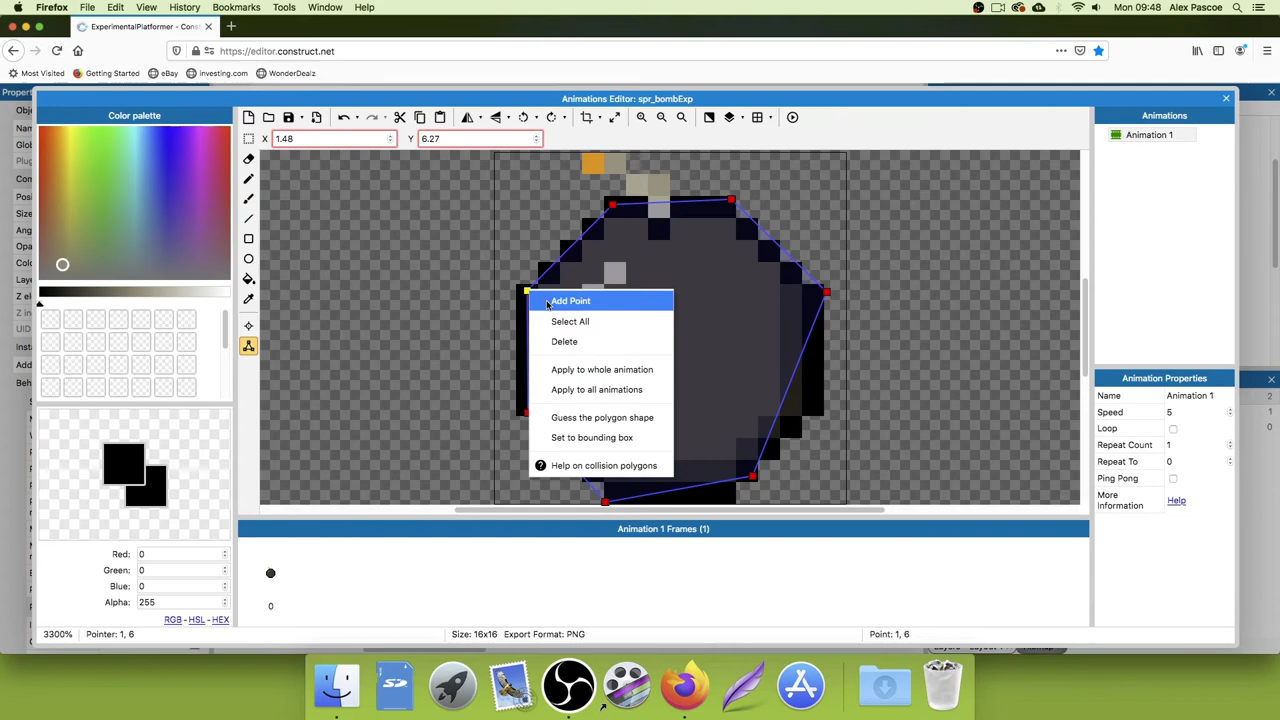 Firefox File Edit View History Bookmarks Tools Window Help Mon 09:48 Alex Pascoe
ExperimentalPlatformer - Cons
https://editor.construct.net
Most Visited Getting Started eBay investing.com WonderDealz
Animations Editor: spr_bombExp
Color palette
Animations
X 1.48 Y 6.27
Animation 1
Add Point
Select All
Delete
Apply to whole animation
Apply to all animations
Guess the polygon shape
Set to bounding box
Help on collision polygons
Animation Properties
Name Animation 1
Speed 5
Loop
Repeat Count 1
Repeat To 0
Ping Pong
More Information Help
Animation 1 Frames (1)
0
Red: 0
Green: 0
Blue: 0
Alpha: 255
RGB - HSL - HEX
3300% Pointer: 1, 6 Size: 16x16 Export Format: PNG Point: 1, 6